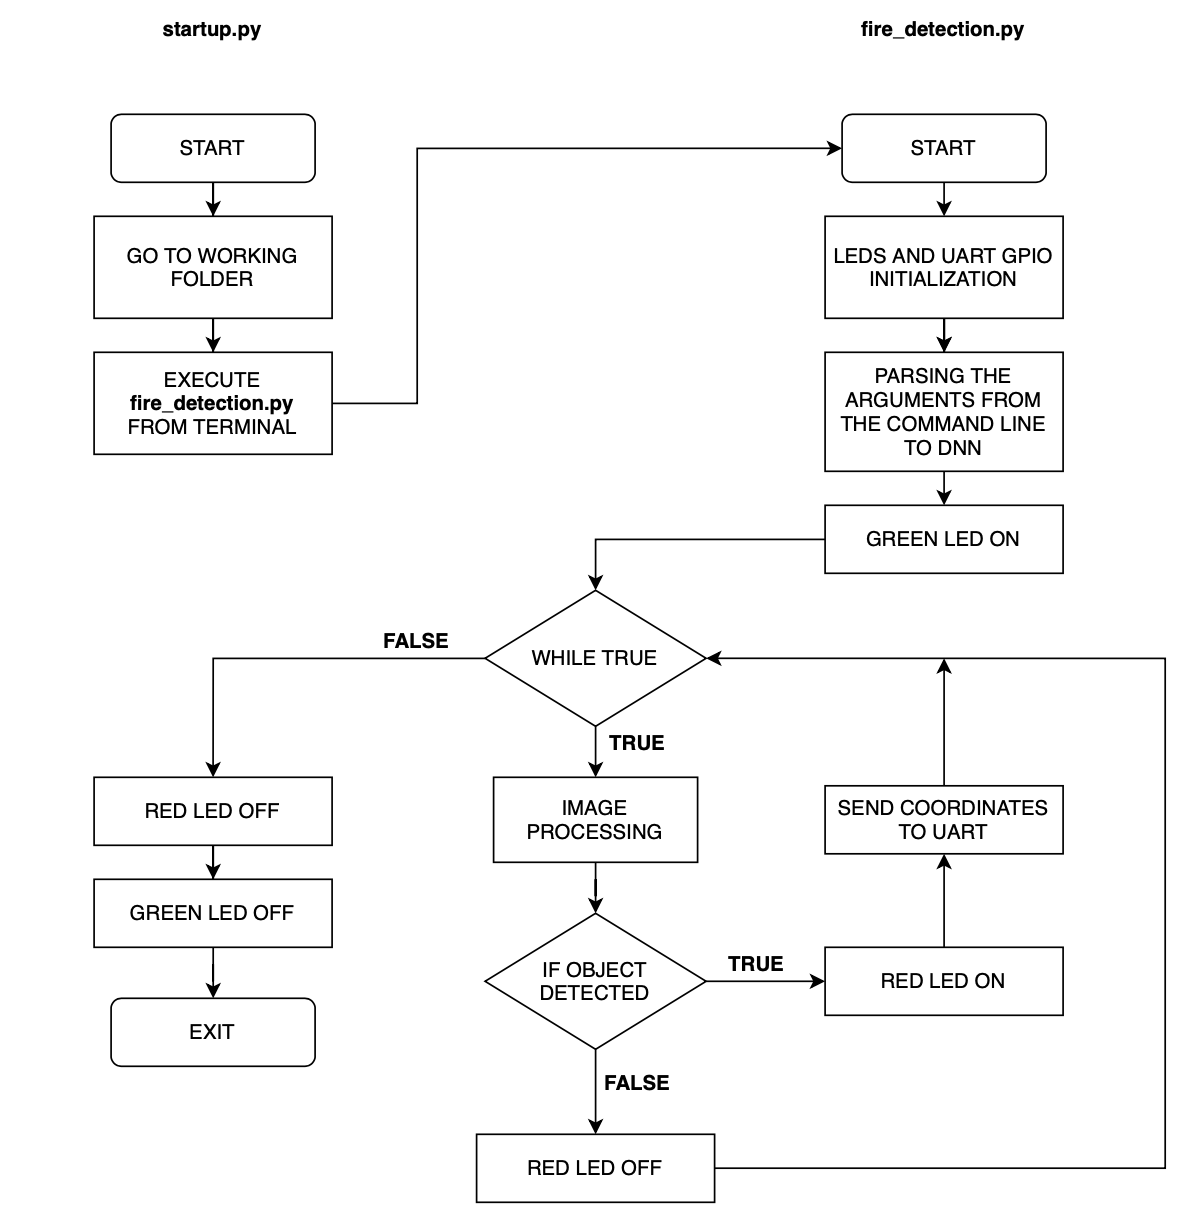 startup.py
fire_detection.py
START
GO TO WORKING
FOLDER
EXECUTE
fire_detection.py
FROM TERMINAL
START
LEDS AND UART GPIO
INITIALIZATION
PARSING THE
ARGUMENTS FROM
THE COMMAND LINE
TO DNN
GREEN LED ON
WHILE TRUE
FALSE
TRUE
RED LED OFF
GREEN LED OFF
EXIT
IMAGE
PROCESSING
IF OBJECT
DETECTED
TRUE
RED LED ON
SEND COORDINATES
TO UART
FALSE
RED LED OFF